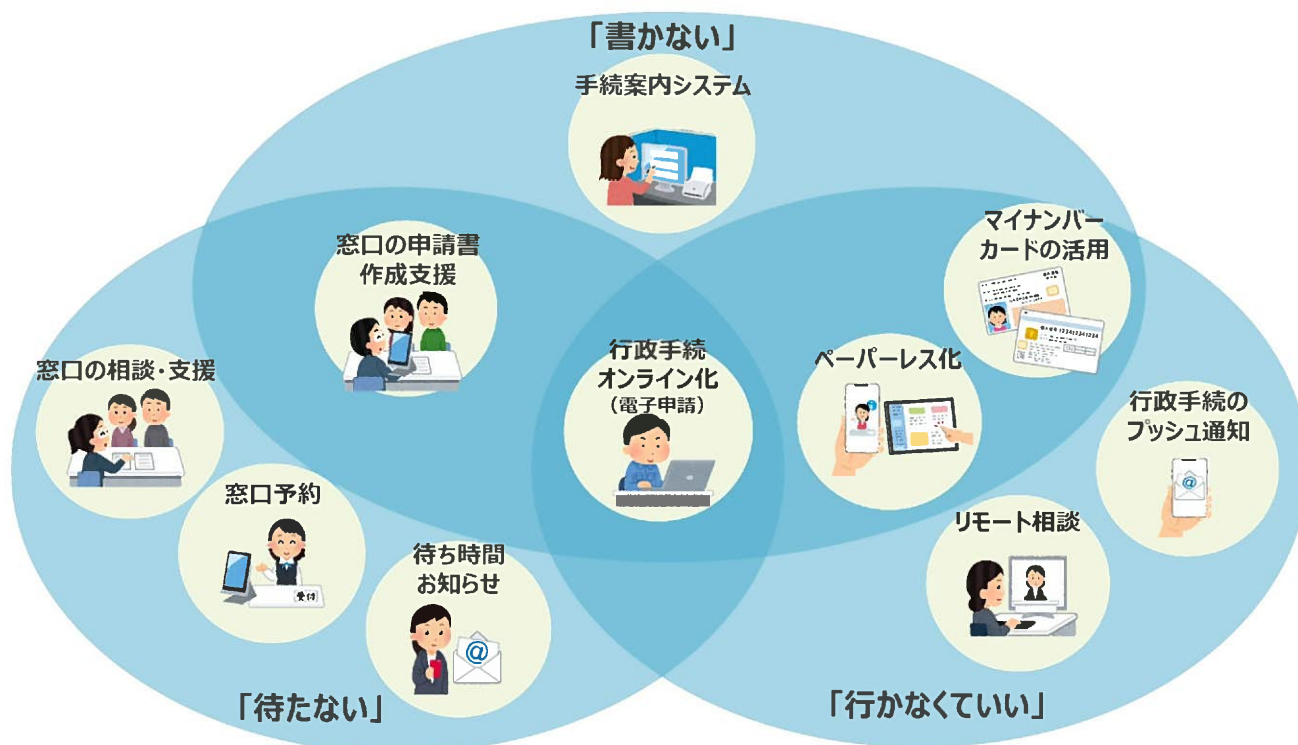 「書かない」
手続案内システム
窓口の申請書
作成支援
マイナンバー
カードの活用
窓口の相談・支援
行政手続
オンライン化
（電子申請）
ペーパーレス化
行政手続の
プッシュ通知
窓口予約
受付
待ち時間
お知らせ
@
リモート相談
@
「待たない」
「行かなくていい」